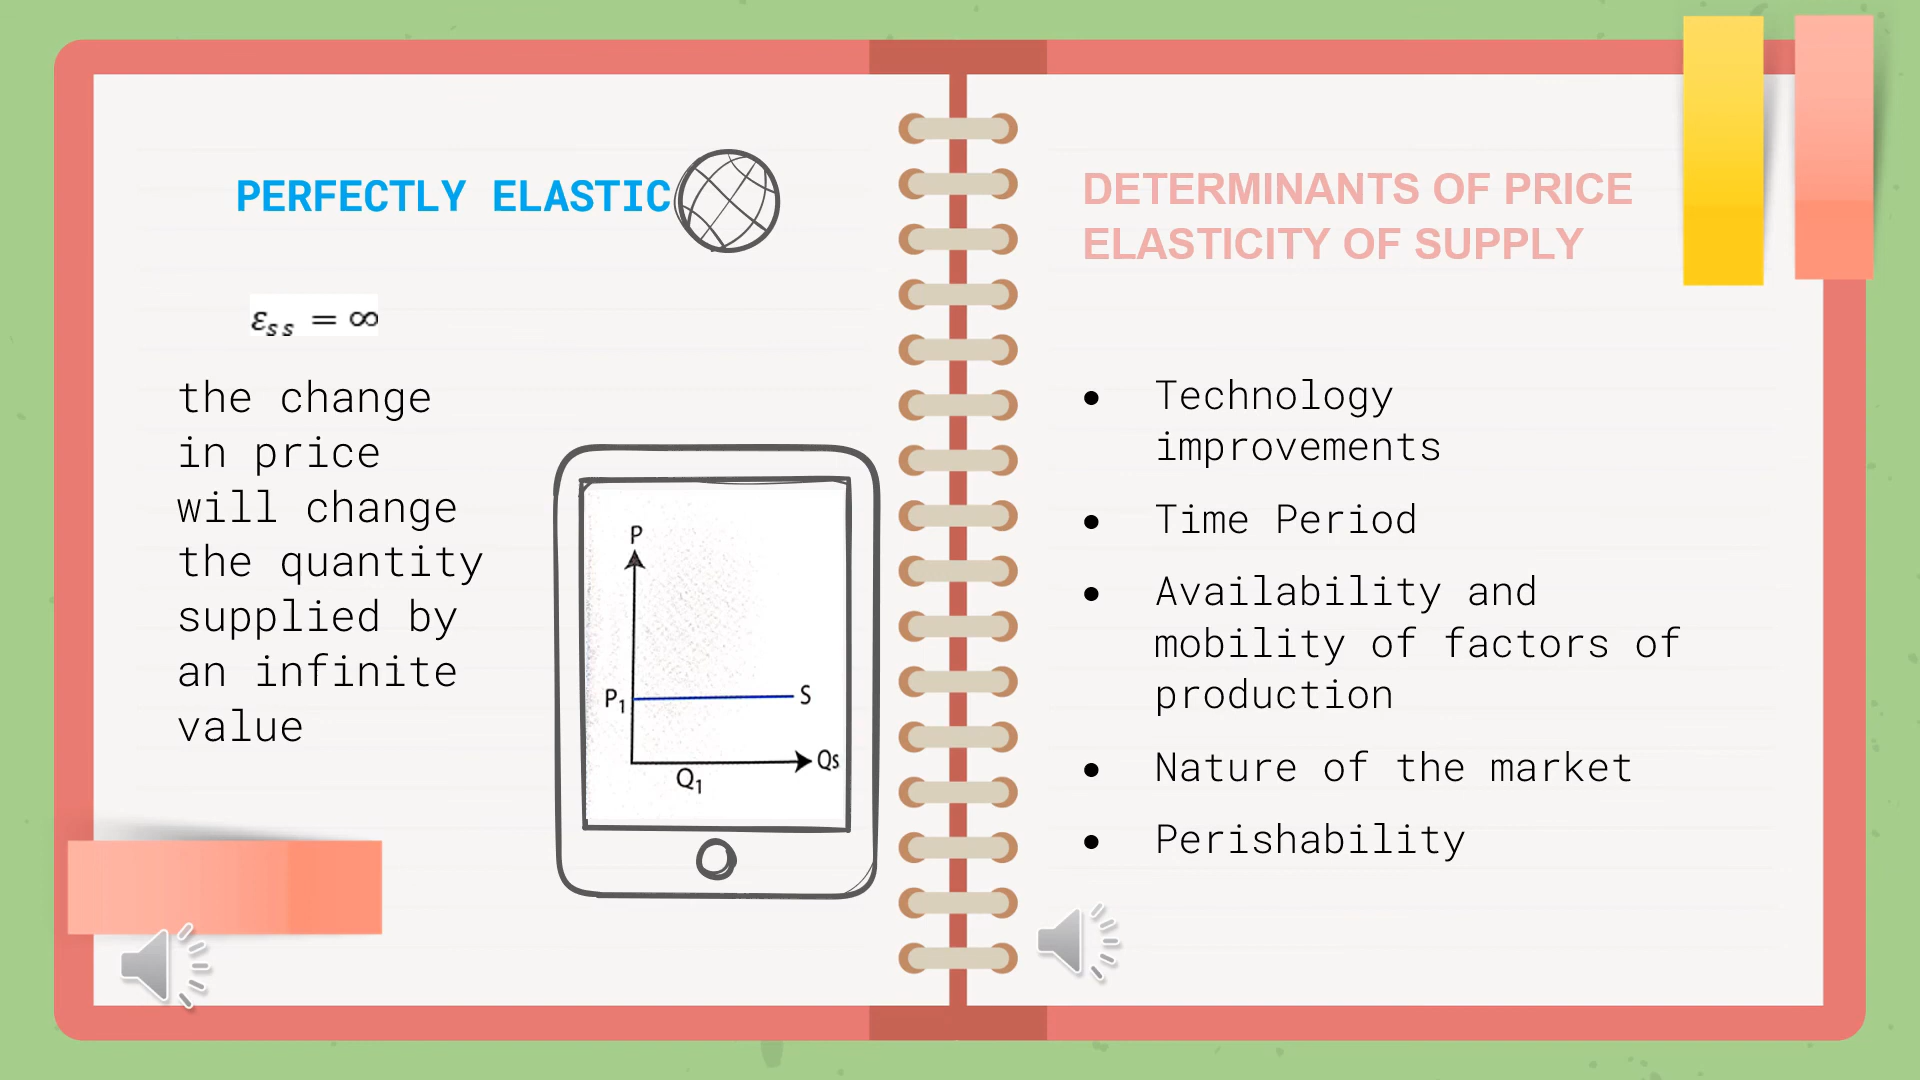 PERFECTLY ELASTIC
εss = ∞
the change
in price
will change
the quantity
supplied by
an infinite
value
P
P1
S
Qs
Q1
DETERMINANTS OF PRICE
ELASTICITY OF SUPPLY
• Technology
improvements
• Time Period
• Availability and
mobility of factors of
production
• Nature of the market
• Perishability